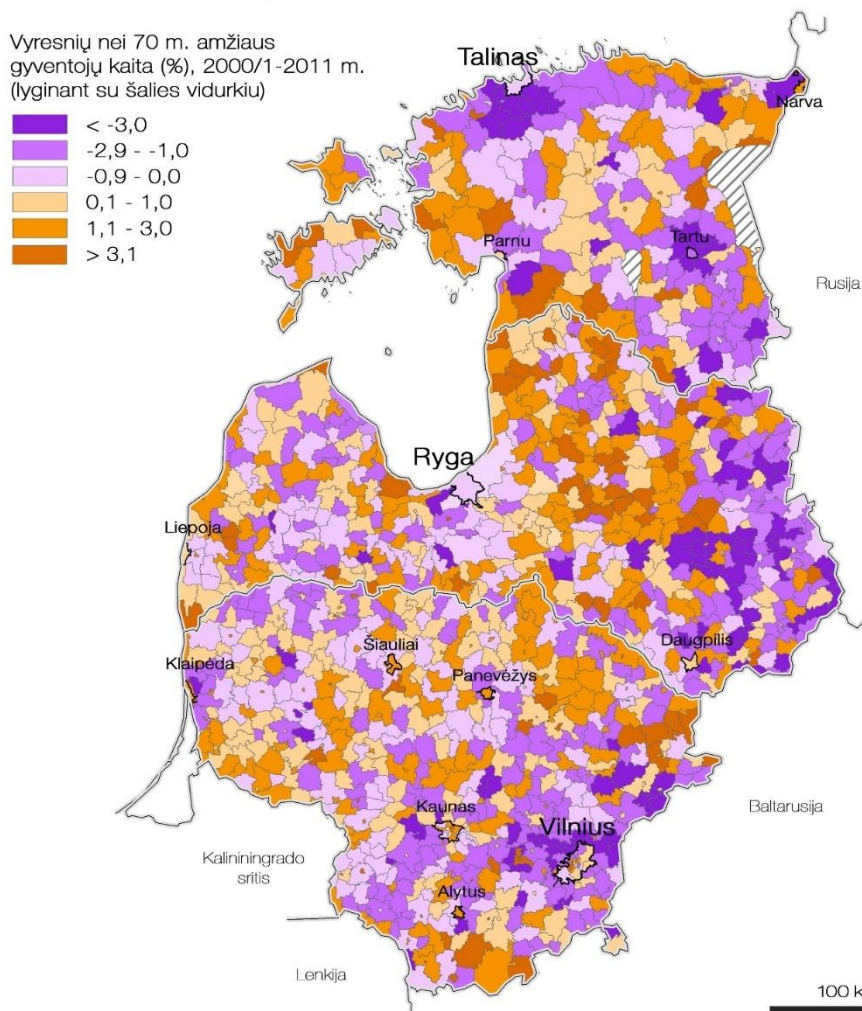 Vyresnių nei 70 m. amžiaus
gyventojų kaita (%), 2000/1-2011 m.
(lyginant su šalies vidurkiu)
< -3,0
-2,9 - -1,0
-0,9 - 0,0
0,1 - 1,0
1,1 - 3,0
> 3,1
Talinas
Narva
Parnu
Tartu
Rusija
Ryga
Liepoja
Daugpilis
Klaipėda
Šiauliai
Panevėžys
Baltarusija
Kaunas
Vilnius
Kalininingrado
sritis
Alytus
Lenkija
100 k